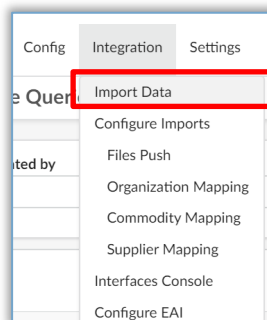 Config Integration Settings
e Quer
Import Data
Configure Imports
ated by
Files Push
Organization Mapping
Commodity Mapping
Supplier Mapping
Interfaces Console
Configure EAI